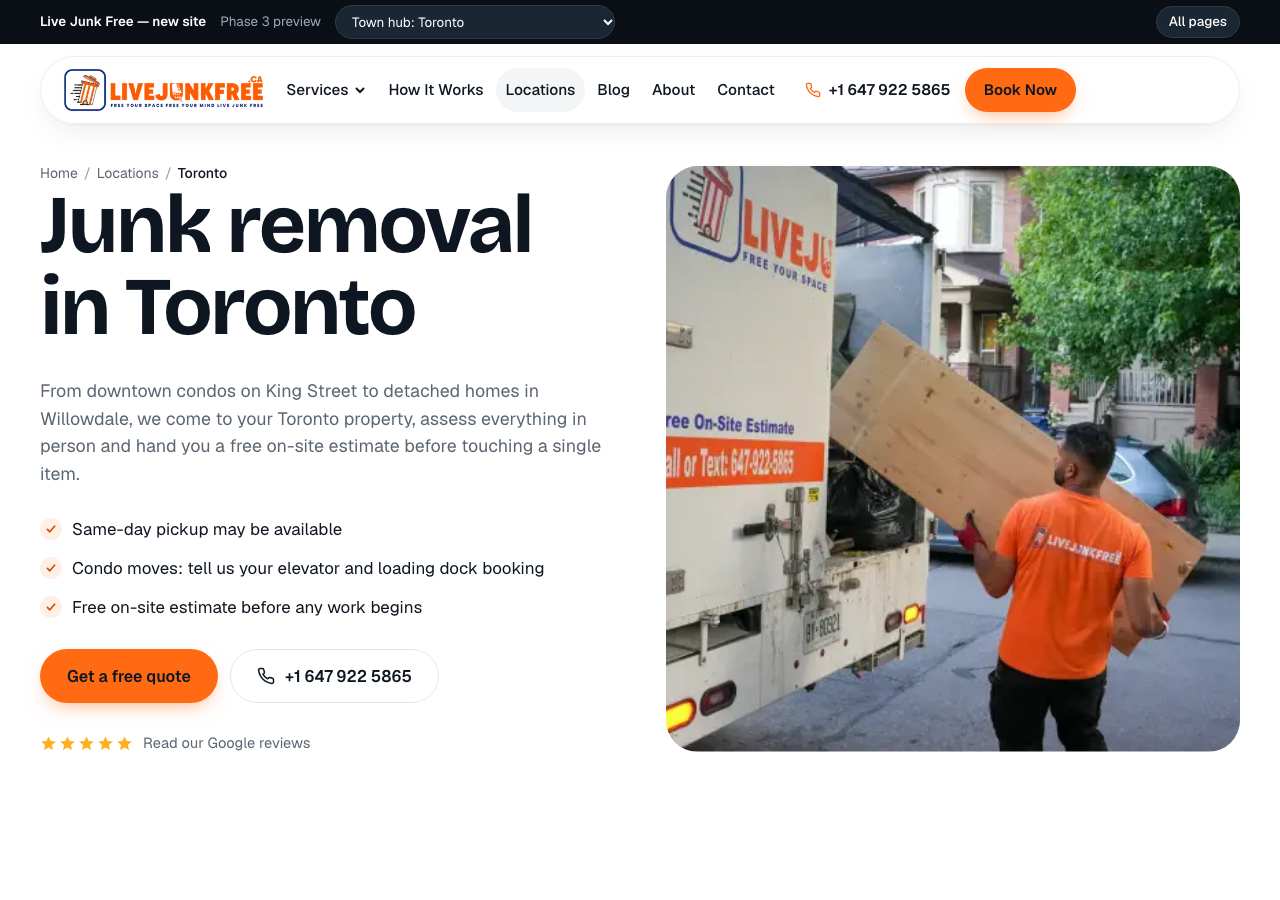 Live Junk Free — new site
Phase 3 preview
Town hub: Toronto
All pages
LIVEJUNKFREE.CA
FREE YOUR SPACE FREE YOUR MIND LIVE JUNK FREE
Services
How It Works
Locations
Blog
About
Contact
+1 647 922 5865
Book Now
Home / Locations / Toronto
Junk removal
in Toronto
From downtown condos on King Street to detached homes in
Willowdale, we come to your Toronto property, assess everything in
person and hand you a free on-site estimate before touching a single
item.
Same-day pickup may be available
Condo moves: tell us your elevator and loading dock booking
Free on-site estimate before any work begins
Get a free quote
+1 647 922 5865
Read our Google reviews
LIVEJU
FREE YOUR SPACE
ree On-Site Estimate
all or Text: 647-922-5865
LIVEJUNKFREE